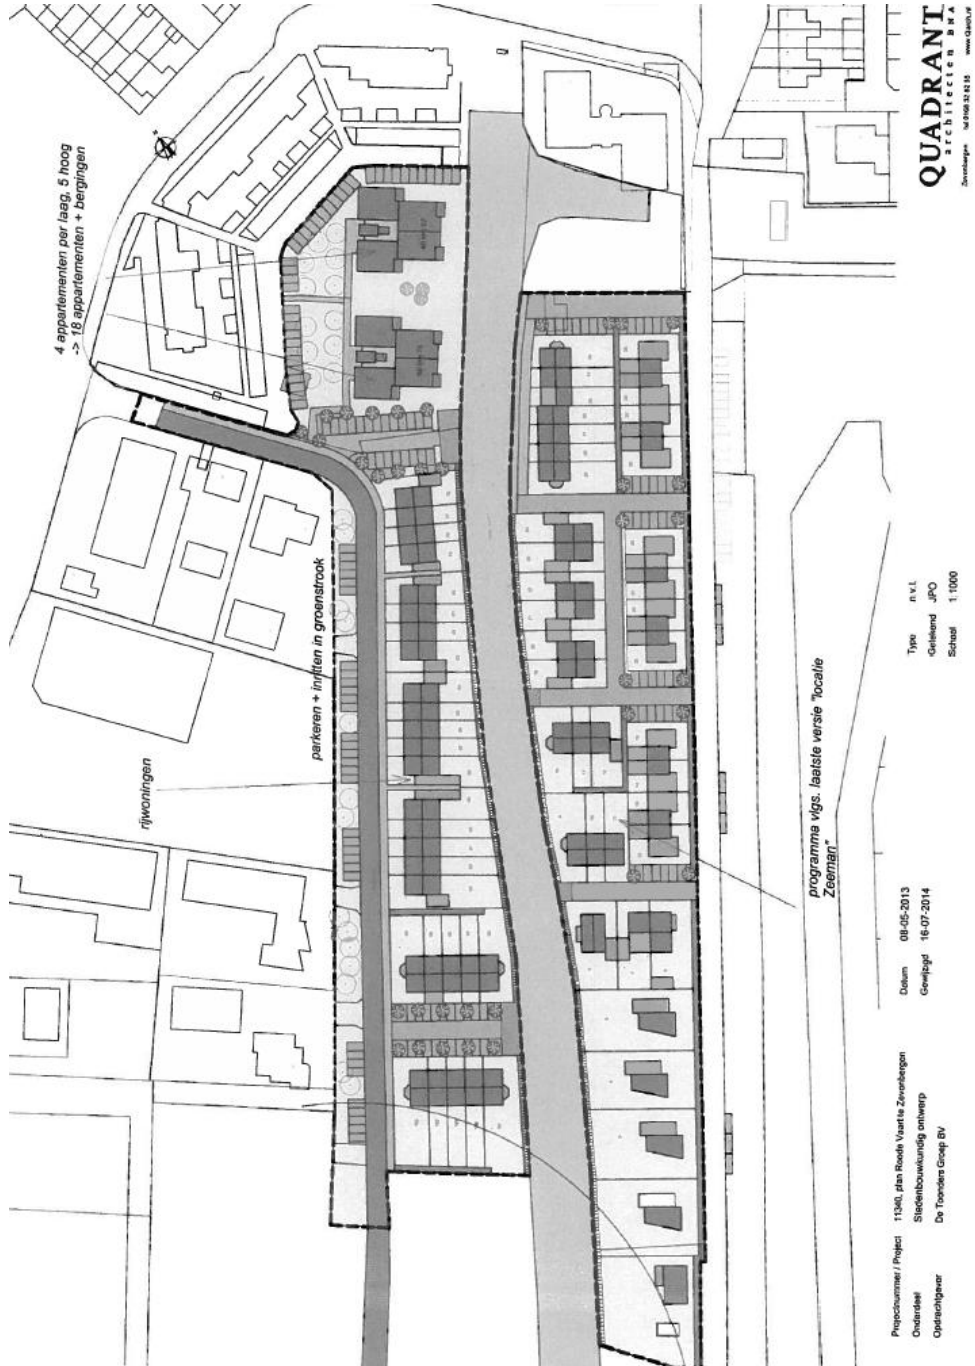 QUADRANT
architecten BNA
Zevenbergen
4 appartementen per laag, 5 hoog
-> 18 appartementen + bergingen
parkeren + inritten in groenstrook
rijwoningen
programma vlgs. laatste versie "locatie
Zeeman"
Projectnummer / Project 11340, plan Roode Vaart te Zevenbergen
Onderdeel Stedenbouwkundig ontwerp
Opdrachtgever De Toonders Groep BV
Datum 08-05-2013
Gewijzigd 16-07-2014
Type n.v.t.
Getekend JPO
Schaal 1:1000